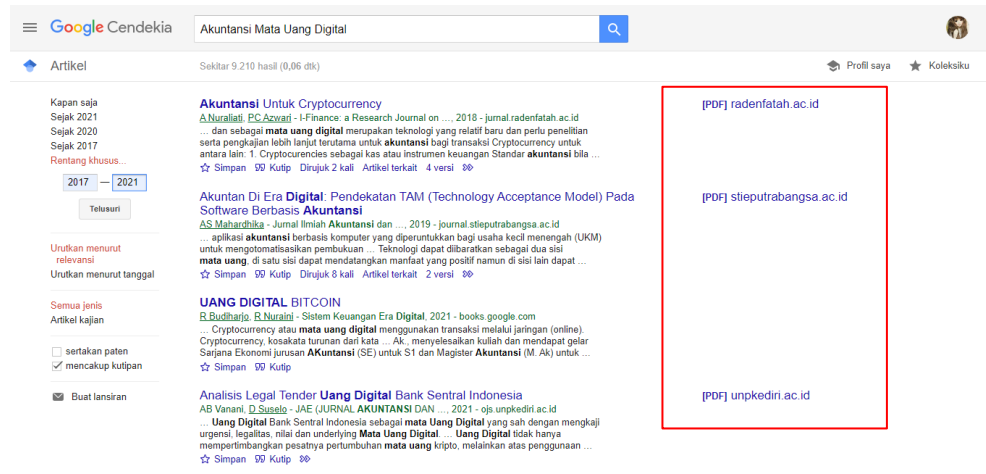 Google Cendekia
Akuntansi Mata Uang Digital
Artikel
Sekitar 9.210 hasil (0,06 dtk)
Profil saya
Koleksiku
Kapan saja
Sejak 2021
Sejak 2020
Sejak 2017
Rentang khusus...
2017 — 2021
Telusuri
Urutkan menurut
relevansi
Urutkan menurut tanggal
Semua jenis
Artikel kajian
sertakan paten
mencakup kutipan
Buat lansiran
Akuntansi Untuk Cryptocurrency
A Nuraliati, PC Azwari - I-Finance: a Research Journal on ..., 2018 - jurnal.radenfatah.ac.id
... dan sebagai mata uang digital merupakan teknologi yang relatif baru dan perlu penelitian
serta pengkajian lebih lanjut terutama untuk akuntansi bagi transaksi Cryptocurrency untuk
antara lain: 1. Cryptocurencies sebagai kas atau instrumen keuangan Standar akuntansi bila ...
Simpan Kutip Dirujuk 2 kali Artikel terkait 4 versi
[PDF] radenfatah.ac.id
Akuntan Di Era Digital: Pendekatan TAM (Technology Acceptance Model) Pada
Software Berbasis Akuntansi
AS Mahardhika - Jurnal Ilmiah Akuntansi dan ..., 2019 - journal.stieputrabangsa.ac.id
... aplikasi akuntansi berbasis komputer yang diperuntukkan bagi usaha kecil menengah (UKM)
untuk mengotomatisasikan pembukuan ... Teknologi dapat diibaratkan sebagai dua sisi
mata uang, di satu sisi dapat mendatangkan manfaat yang positif namun di sisi lain dapat ...
Simpan Kutip Dirujuk 8 kali Artikel terkait 2 versi
[PDF] stieputrabangsa.ac.id
UANG DIGITAL BITCOIN
R Budiharjo, R Nuraini - Sistem Keuangan Era Digital, 2021 - books.google.com
... Cryptocurrency atau mata uang digital menggunakan transaksi melalui jaringan (online).
Cryptocurrency, kosakata turunan dari kata ... Ak., menyelesaikan kuliah dan mendapat gelar
Sarjana Ekonomi jurusan AKuntansi (SE) untuk S1 dan Magister Akuntansi (M. Ak) untuk ...
Simpan Kutip
Analisis Legal Tender Uang Digital Bank Sentral Indonesia
AB Vanani, D Suselo - JAE (JURNAL AKUNTANSI DAN ..., 2021 - ojs.unpkediri.ac.id
... Uang Digital Bank Sentral Indonesia sebagai mata Uang Digital yang sah dengan mengkaji
urgensi, legalitas, nilai dan underlying Mata Uang Digital. ... Uang Digital tidak hanya
mempertimbangkan pesatnya pertumbuhan mata uang kripto, melainkan atas penggunaan ...
Simpan Kutip
[PDF] unpkediri.ac.id